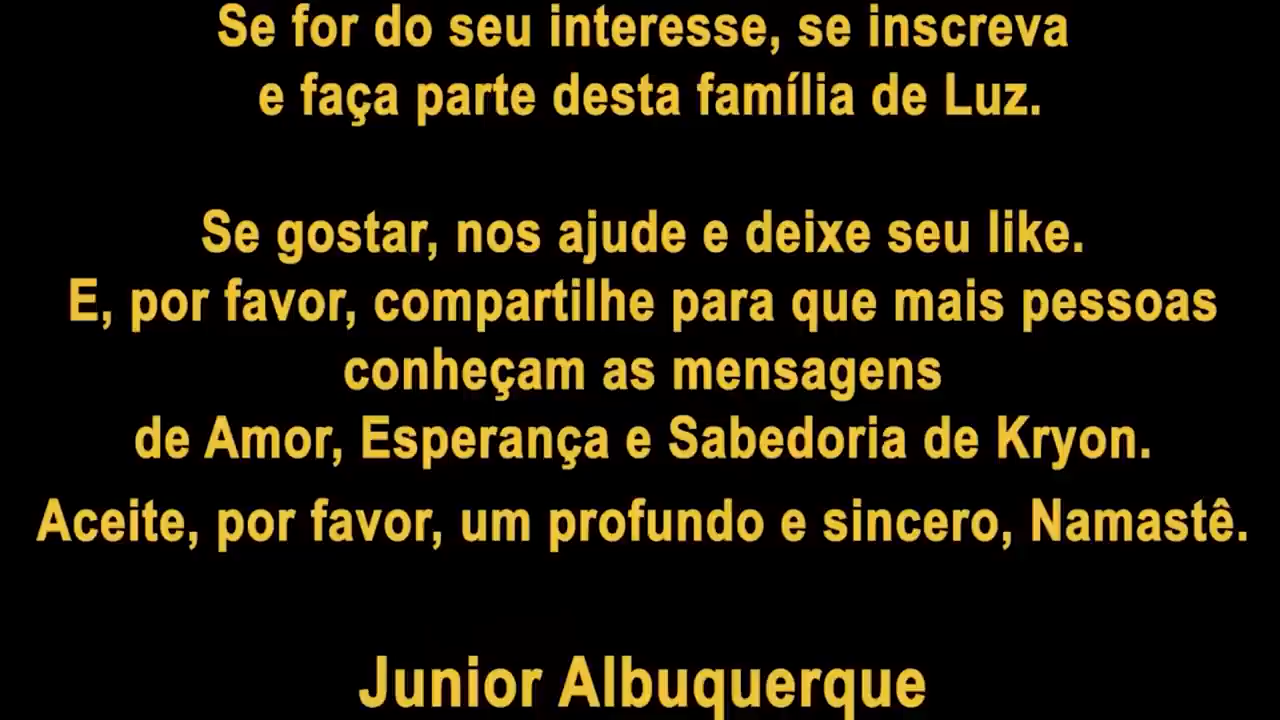 Se for do seu interesse, se inscreva
e faça parte desta família de Luz.
Se gostar, nos ajude e deixe seu like.
E, por favor, compartilhe para que mais pessoas
conheçam as mensagens
de Amor, Esperança e Sabedoria de Kryon.
Aceite, por favor, um profundo e sincero, Namastê.
Junior Albuquerque